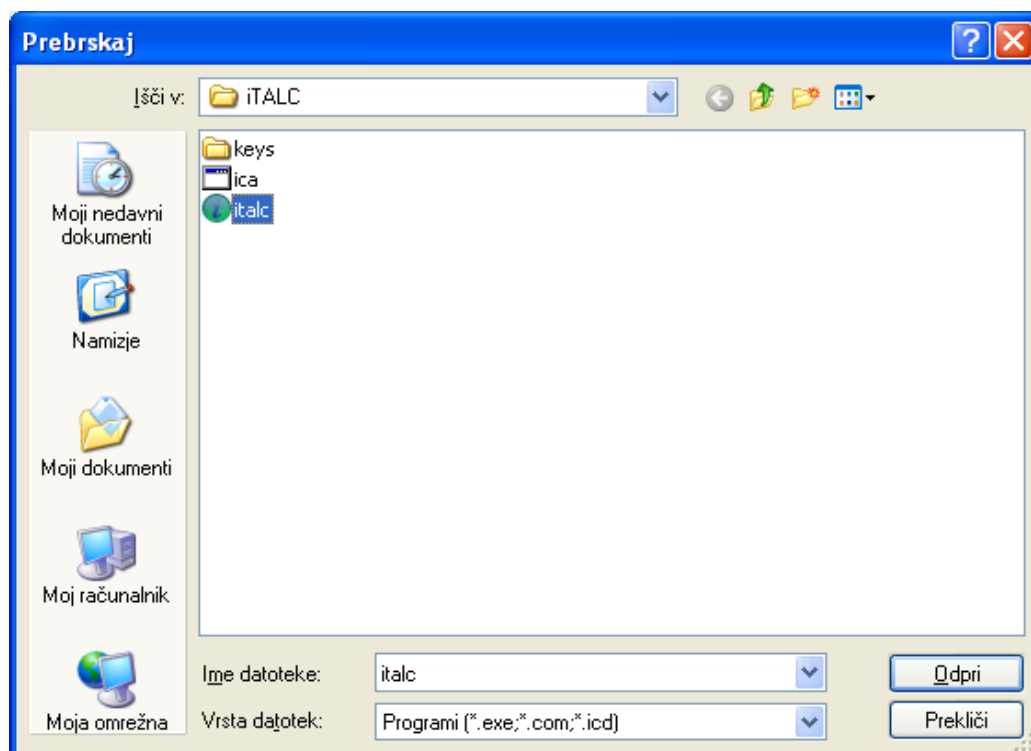 Prebrskaj
Išči v:
iTALC
keys
ica
italc
Moji nedavni
dokumenti
Namizje
Moji dokumenti
Moj računalnik
Moja omrežna
Ime datoteke:
italc
Odpri
Vrsta datotek:
Programi (*.exe;*.com;*.icd)
Prekliči